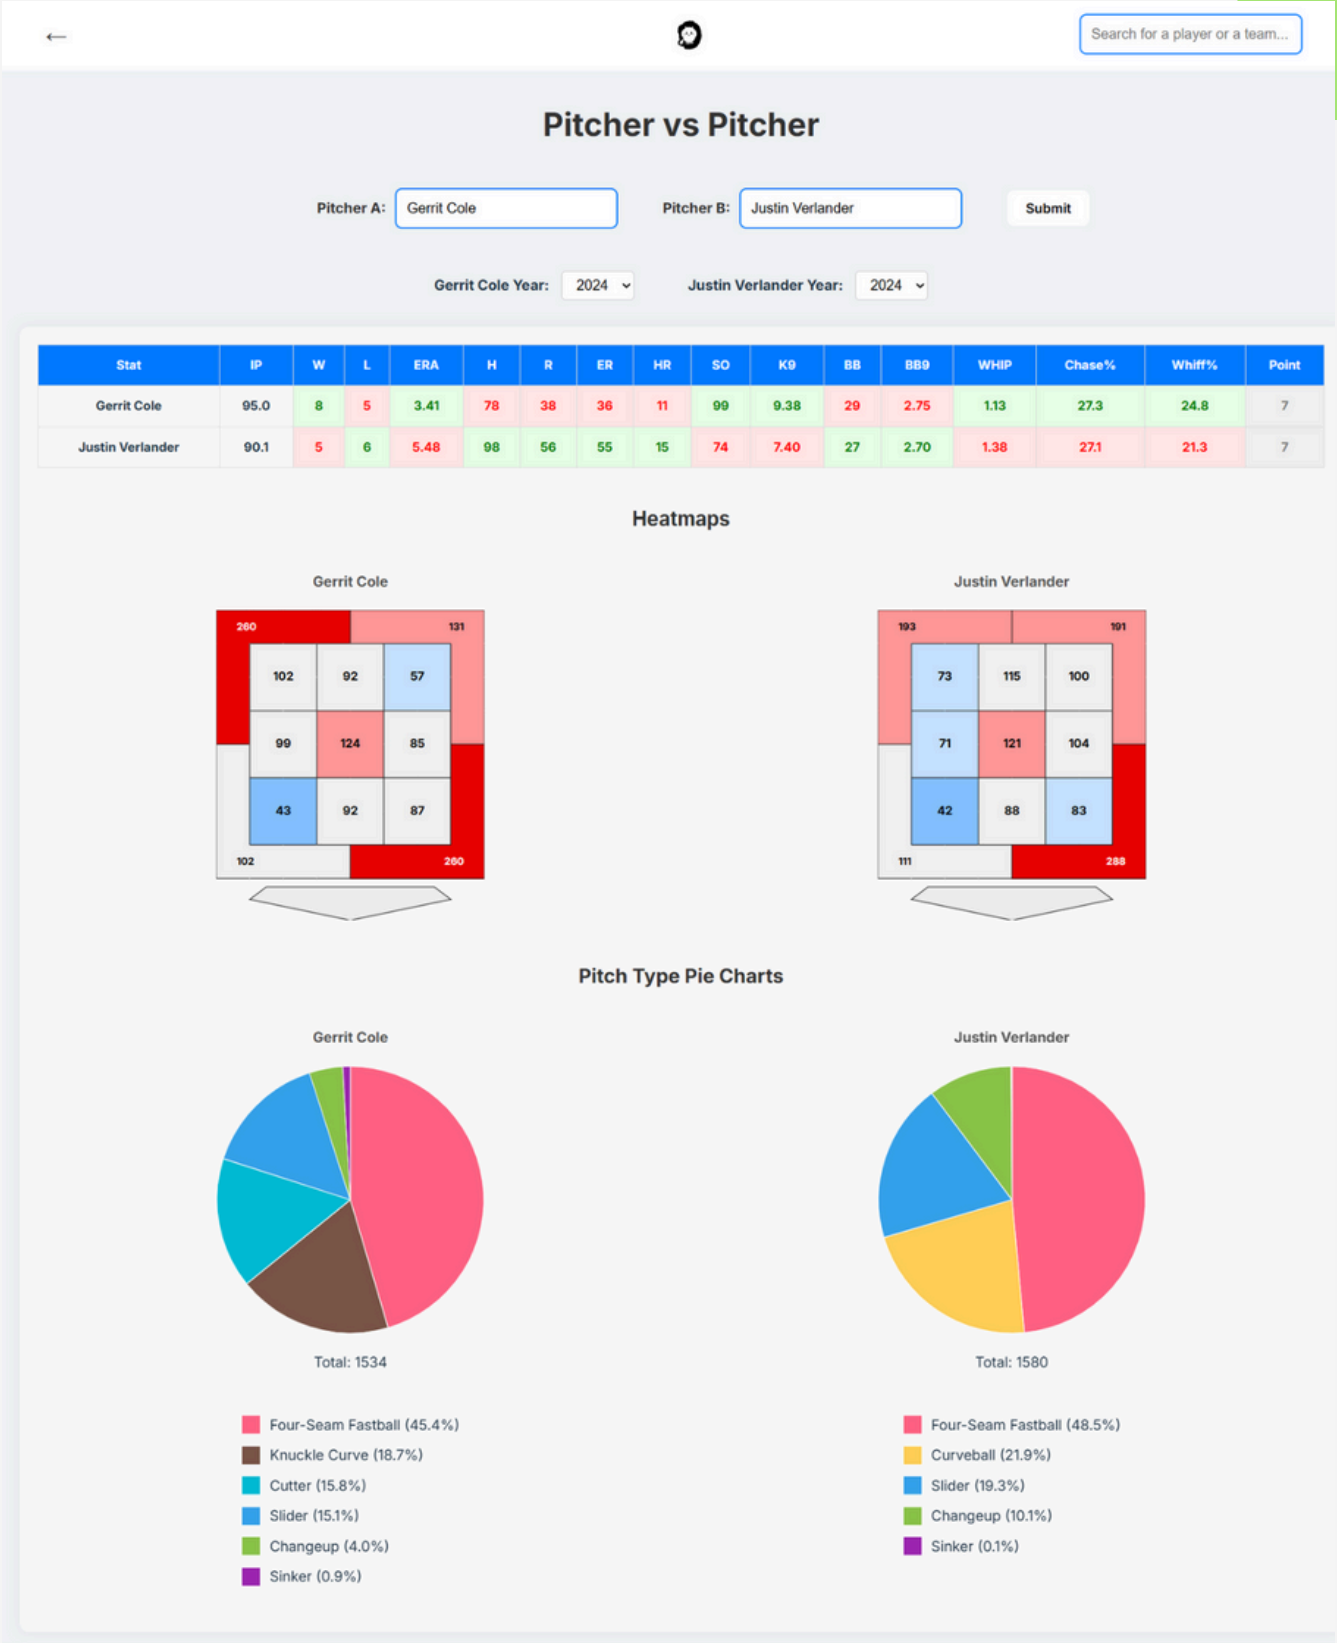 ←
Search for a player or a team...
Pitcher vs Pitcher
Pitcher A: Gerrit Cole Pitcher B: Justin Verlander Submit
Gerrit Cole Year: 2024 Justin Verlander Year: 2024
Stat IP W L ERA H R ER HR SO K9 BB BB9 WHIP Chase% Whiff% Point
Gerrit Cole 95.0 8 5 3.41 78 38 36 11 99 9.38 29 2.75 1.13 27.3 24.8 7
Justin Verlander 90.1 5 6 5.48 98 56 55 15 74 7.40 27 2.70 1.38 27.1 21.3 7
Heatmaps
Gerrit Cole
260 131
102 92 57
99 124 85
43 92 87
102 260
Justin Verlander
193 191
73 115 100
71 121 104
42 88 83
111 288
Pitch Type Pie Charts
Gerrit Cole
Total: 1534
Four-Seam Fastball (45.4%)
Knuckle Curve (18.7%)
Cutter (15.8%)
Slider (15.1%)
Changeup (4.0%)
Sinker (0.9%)
Justin Verlander
Total: 1580
Four-Seam Fastball (48.5%)
Curveball (21.9%)
Slider (19.3%)
Changeup (10.1%)
Sinker (0.1%)